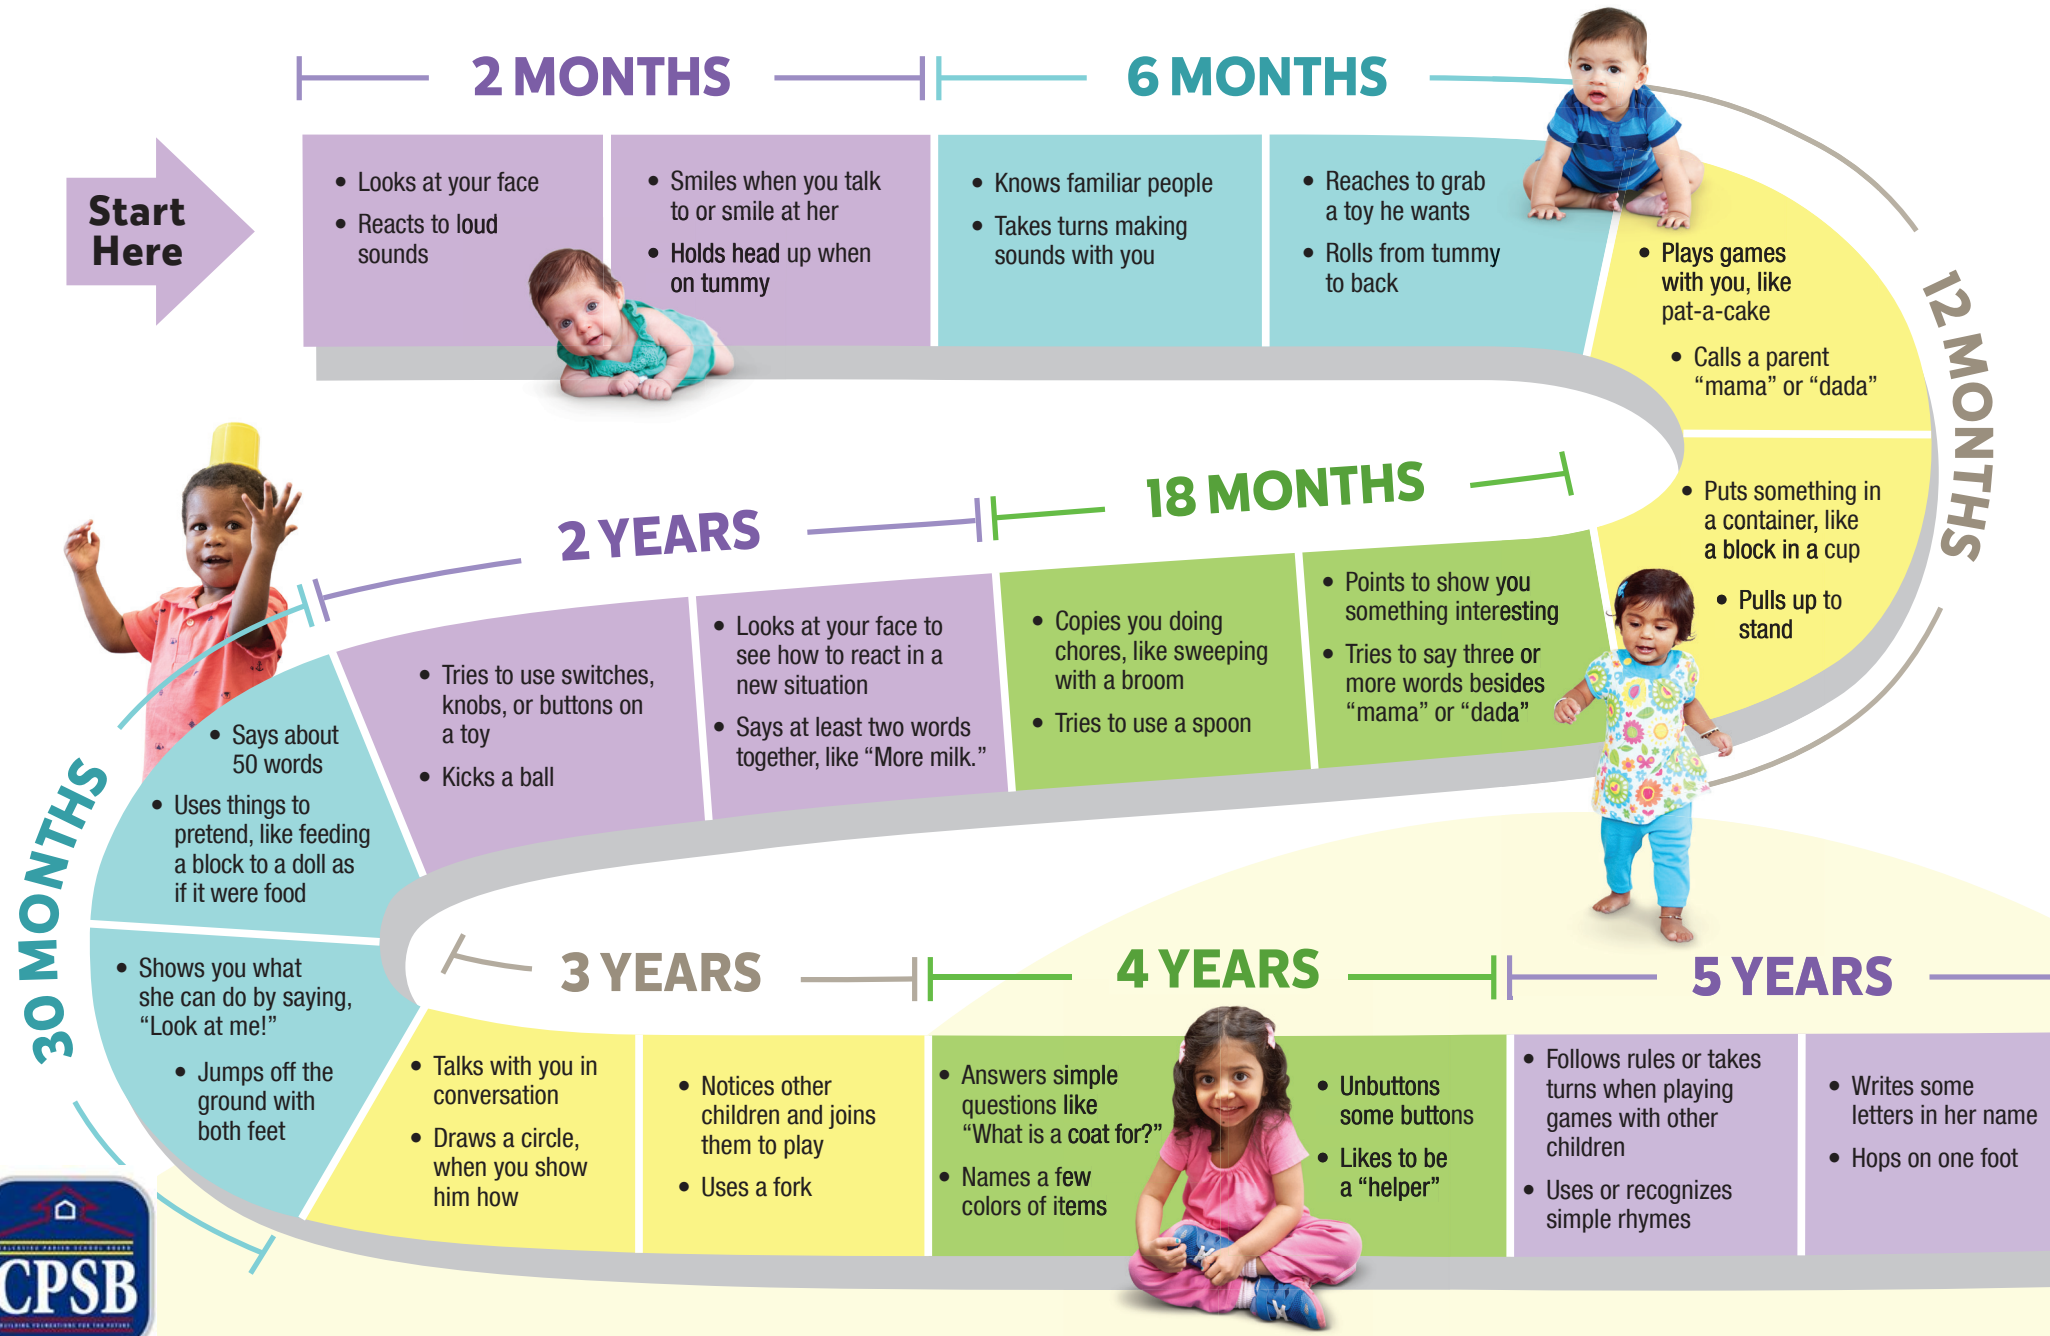 Start
Here
2 MONTHS
• Looks at your face
• Reacts to loud
sounds
• Smiles when you talk
to or smile at her
• Holds head up when
on tummy
6 MONTHS
• Knows familiar people
• Takes turns making
sounds with you
• Reaches to grab
a toy he wants
• Rolls from tummy
to back
12 MONTHS
• Plays games
with you, like
pat-a-cake
• Calls a parent
“mama” or “dada”
• Puts something in
a container, like
a block in a cup
• Pulls up to
stand
18 MONTHS
• Points to show you
something interesting
• Tries to say three or
more words besides
“mama” or “dada”
• Copies you doing
chores, like sweeping
with a broom
• Tries to use a spoon
2 YEARS
• Looks at your face to
see how to react in a
new situation
• Says at least two words
together, like “More milk.”
• Tries to use switches,
knobs, or buttons on
a toy
• Kicks a ball
30 MONTHS
• Says about
50 words
• Uses things to
pretend, like feeding
a block to a doll as
if it were food
• Shows you what
she can do by saying,
“Look at me!”
• Jumps off the
ground with
both feet
3 YEARS
• Talks with you in
conversation
• Draws a circle,
when you show
him how
• Notices other
children and joins
them to play
• Uses a fork
4 YEARS
• Answers simple
questions like
“What is a coat for?”
• Names a few
colors of items
• Unbuttons
some buttons
• Likes to be
a “helper”
5 YEARS
• Follows rules or takes
turns when playing
games with other
children
• Uses or recognizes
simple rhymes
• Writes some
letters in her name
• Hops on one foot
CALCASIEU PARISH SCHOOL BOARD
CPSB
BUILDING FOUNDATIONS FOR THE FUTURE